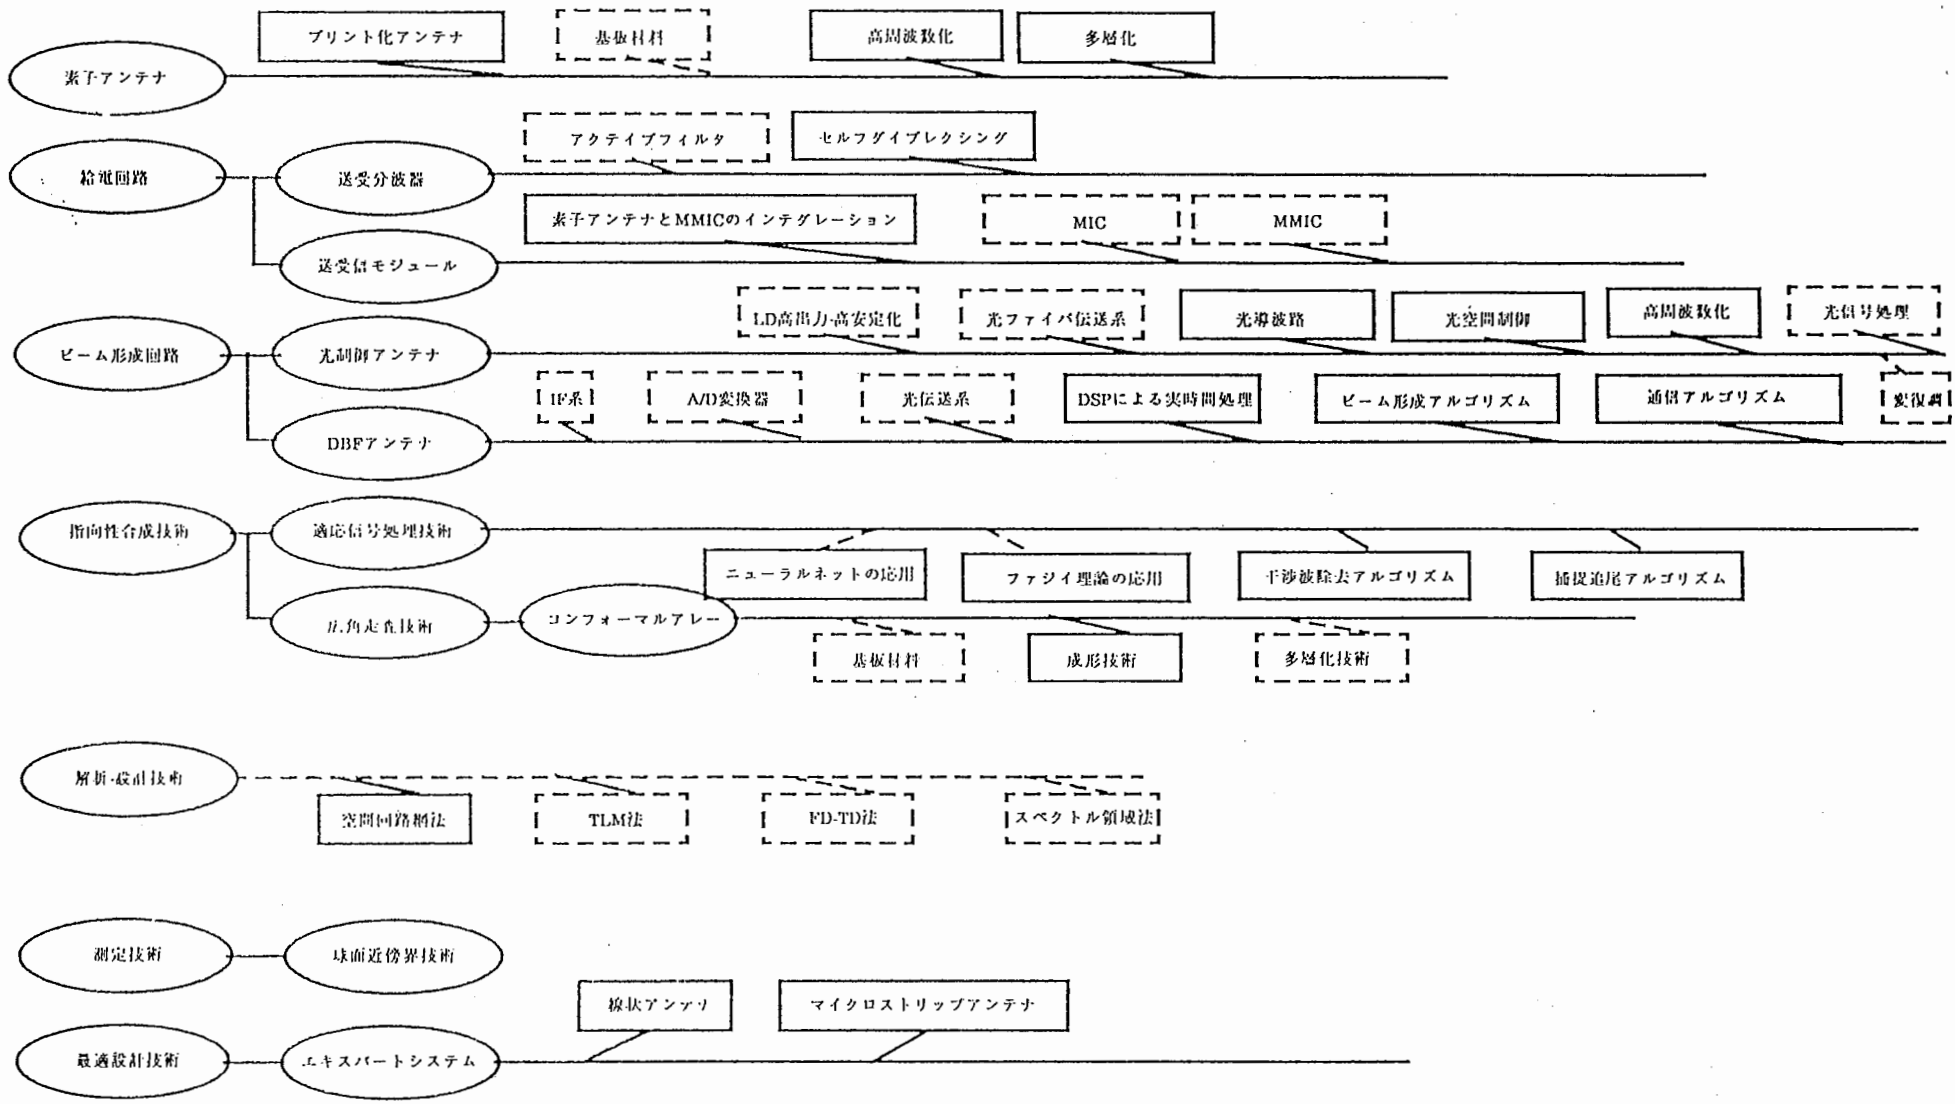 プリント化アンテナ
基板材料
高周波数化
多層化
素子アンテナ
アクテイブフィルタ
セルフダイプレクシング
給電回路
送受分波器
素子アンテナとMMICのインテグレーション
MIC
MMIC
送受信モジュール
LD高出力・高安定化
光ファイバ伝送系
光導波路
光空間制御
高周波数化
光信号処理
ビーム形成回路
光制御アンテナ
IF系
A/D変換器
光伝送系
DSPによる実時間処理
ビーム形成アルゴリズム
通信アルゴリズム
変復調
DBFアンテナ
指向性合成技術
適応信号処理技術
ニューラルネットの応用
ファジイ理論の応用
干渉波除去アルゴリズム
捕捉追尾アルゴリズム
広角走査技術
コンフォーマルアレー
基板材料
成形技術
多層化技術
解析・設計技術
空間回路網法
TLM法
FD-TD法
スペクトル領域法
測定技術
球面近傍界技術
線状アンテナ
マイクロストリップアンテナ
最適設計技術
エキスパートシステム